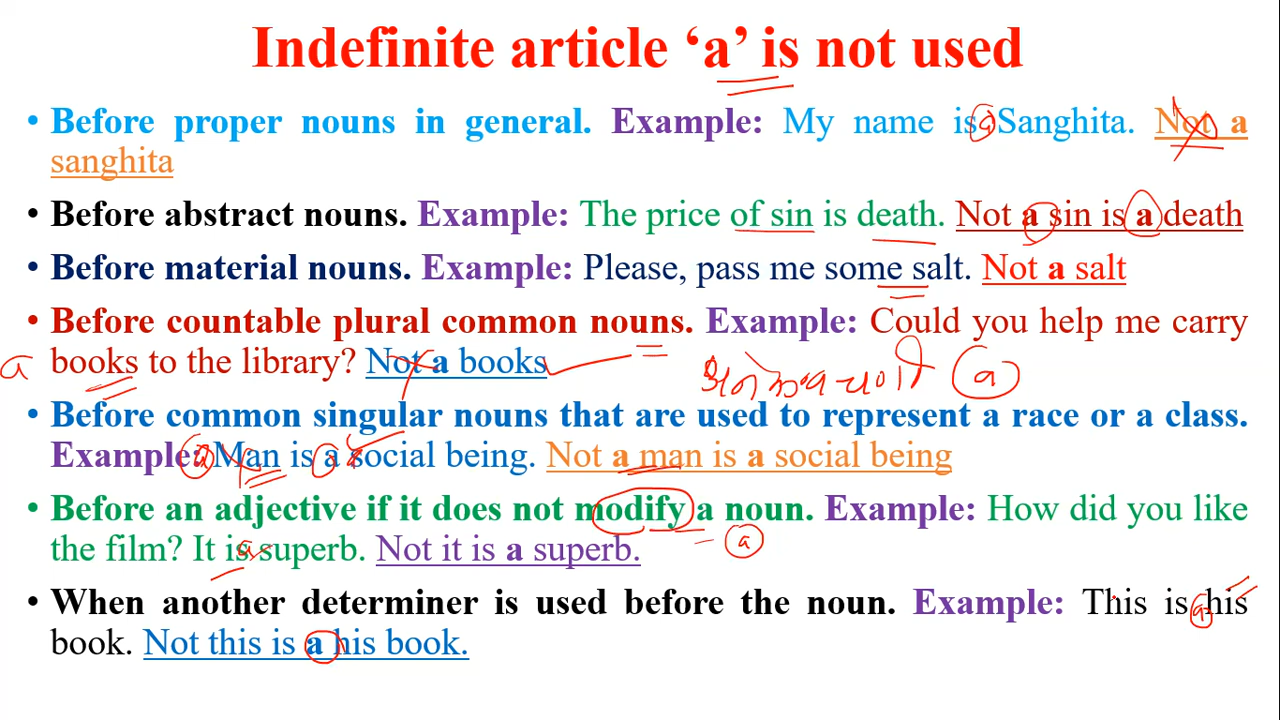 Indefinite article ‘a’ is not used
• Before proper nouns in general. Example: My name is a Sanghita. Not a
sanghita
• Before abstract nouns. Example: The price of sin is death. Not a sin is a death
• Before material nouns. Example: Please, pass me some salt. Not a salt
• Before countable plural common nouns. Example: Could you help me carry
a books to the library? Not a books
(a)
• Before common singular nouns that are used to represent a race or a class.
Example: a Man is a social being. Not a man is a social being
• Before an adjective if it does not modify a noun. Example: How did you like
the film? It is a superb. Not it is a superb. a
• When another determiner is used before the noun. Example: This is a his
book. Not this is a his book.